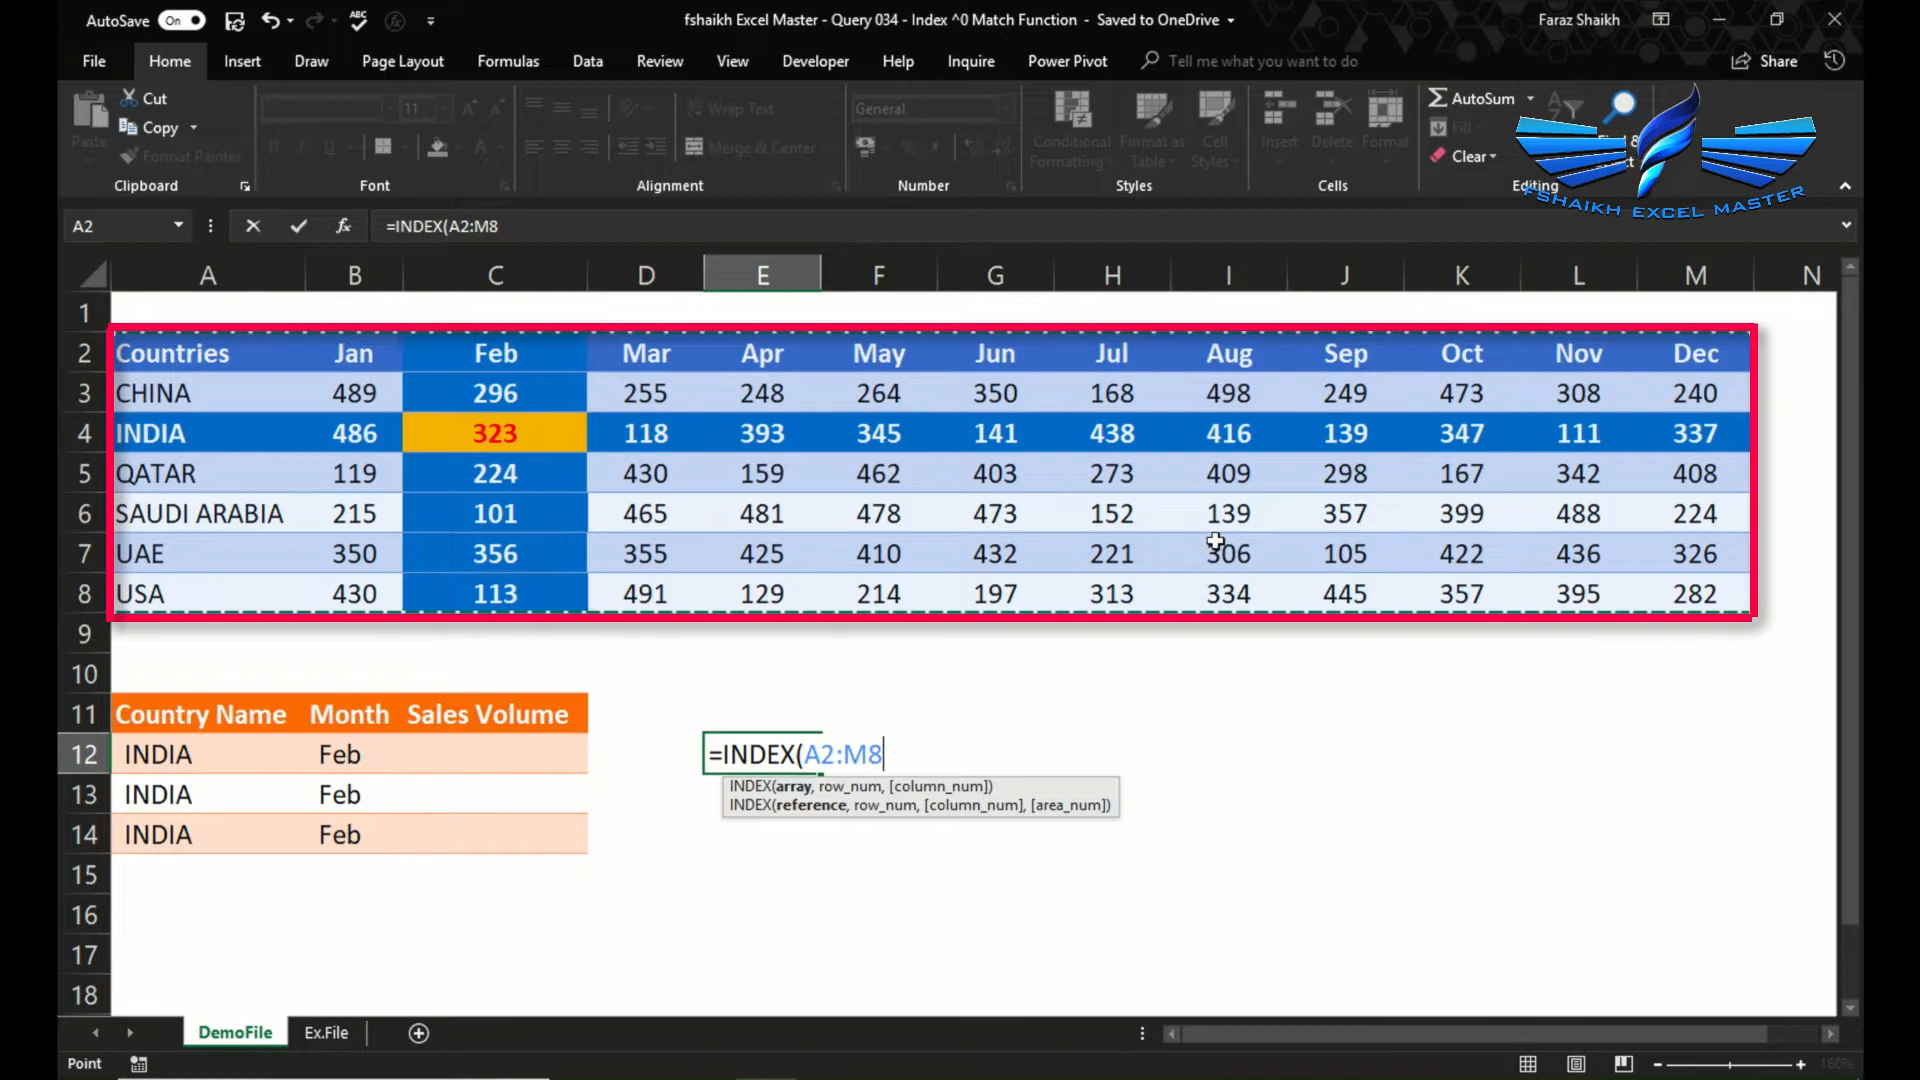 AutoSave On
fshaikh Excel Master - Query 034 - Index ^0 Match Function - Saved to OneDrive
Faraz Shaikh
File Home Insert Draw Page Layout Formulas Data Review View Developer Help Inquire Power Pivot Tell me what you want to do Share
Paste
Cut
Copy
Format Painter
11
Wrap Text
Merge & Center
General
Conditional Formatting
Format as Table
Cell Styles
Insert
Delete
Format
AutoSum
Fill
Clear
Clipboard Font Alignment Number Styles Cells Editing
FSHAIKH EXCEL MASTER
A2 fx =INDEX(A2:M8
A B C D E F G H I J K L M N
1
2 Countries Jan Feb Mar Apr May Jun Jul Aug Sep Oct Nov Dec
3 CHINA 489 296 255 248 264 350 168 498 249 473 308 240
4 INDIA 486 323 118 393 345 141 438 416 139 347 111 337
5 QATAR 119 224 430 159 462 403 273 409 298 167 342 408
6 SAUDI ARABIA 215 101 465 481 478 473 152 139 357 399 488 224
7 UAE 350 356 355 425 410 432 221 306 105 422 436 326
8 USA 430 113 491 129 214 197 313 334 445 357 395 282
9
10
11 Country Name Month Sales Volume
12 INDIA Feb =INDEX(A2:M8
INDEX(array, row_num, [column_num])
INDEX(reference, row_num, [column_num], [area_num])
13 INDIA Feb
14 INDIA Feb
15
16
17
18
DemoFile Ex.File
Point
160%